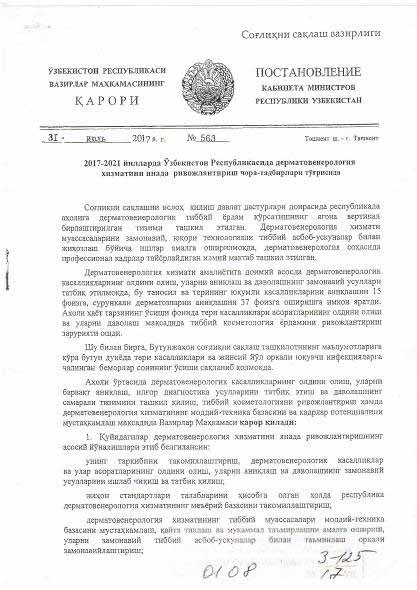 Соғлиқни сақлаш вазирлиги
ЎЗБЕКИСТОН РЕСПУБЛИКАСИ
ВАЗИРЛАР МАҲКАМАСИНИНГ
ҚАРОРИ
ПОСТАНОВЛЕНИЕ
КАБИНЕТА МИНИСТРОВ
РЕСПУБЛИКИ УЗБЕКИСТАН
31- июль 2017 й. г. № 563 Тошкент ш. – г. Ташкент
2017-2021 йилларда Ўзбекистон Республикасида дерматовенерология
хизматини янада ривожлантириш чора-тадбирлари тўғрисида
Соғлиқни сақлашни ислоҳ қилиш давлат дастурлари доирасида республикада
аҳолига дерматовенерологик тиббий ёрдам кўрсатишнинг ягона вертикал
бирлаштирилган тизими ташкил этилган. Дерматовенерология хизмати
муассасаларини замонавий, юқори технологияли тиббий асбоб-ускуналар билан
жиҳозлаш бўйича ишлар амалга оширилмоқда, дерматовенерология соҳасида
профессионал кадрлар тайёрлайдиган илмий мактаб ташкил этилган.
Дерматовенерология хизмати амалиётига доимий асосда дерматовенерологик
касалликларнинг олдини олиш, уларни аниқлаш ва даволашнинг замонавий усуллари
татбиқ этилмоқда, бу таносил ва терининг юқумли касалликларини аниқлашни 15
фоизга, сурункали дерматозларни аниқлашни 37 фоизга оширишга имкон яратди.
Аҳоли ҳаёт тарзининг ўсиши фонида тери касалликлари асоратларининг олдини олиш
ва уларни даволаш мақсадида тиббий косметология ёрдамини ривожлантириш
зарурияти ошди.
Шу билан бирга, Бутунжаҳон соғлиқни сақлаш ташкилотининг маълумотларига
кўра бутун дунёда тери касалликлари ва жинсий йўл орқали юқувчи инфекцияларга
чалинган беморлар сонининг ўсиши сақланиб қолмоқда.
Аҳоли ўртасида дерматовенерологик касалликларнинг олдини олиш, уларни
барвақт аниқлаш, илғор диагностика усулларини татбиқ этиш ва даволашнинг
самарали тизимини ташкил қилиш, тиббий косметологияни ривожлантириш ҳамда
дерматовенерология хизматининг моддий-техника базасини ва кадрлар потенциалини
мустаҳкамлаш мақсадида Вазирлар Маҳкамаси қарор қилади:
1. Қуйидагилар дерматовенерология хизматини янада ривожлантиришнинг
асосий йўналишлари этиб белгилансин:
унинг таркибини такомиллаштириш, дерматовенерологик касалликлар
ва улар асоратларининг олдини олиш, уларни аниқлаш ва даволашнинг замонавий
усулларини ишлаб чиқиш ва татбиқ қилиш;
жаҳон стандартлари талабларини ҳисобга олган ҳолда республика
дерматовенерология хизматининг меъёрий базасини такомиллаштириш;
дерматовенерология хизматининг тиббий муассасалари моддий-техника
базасини мустаҳкамлаш, қайта тиклаш ва мукаммал таъмирлашни амалга ошириш,
уларни замонавий тиббий асбоб-ускуналар билан таъминлаш орқали
замонавийлаштириш;
0108
3-125
17